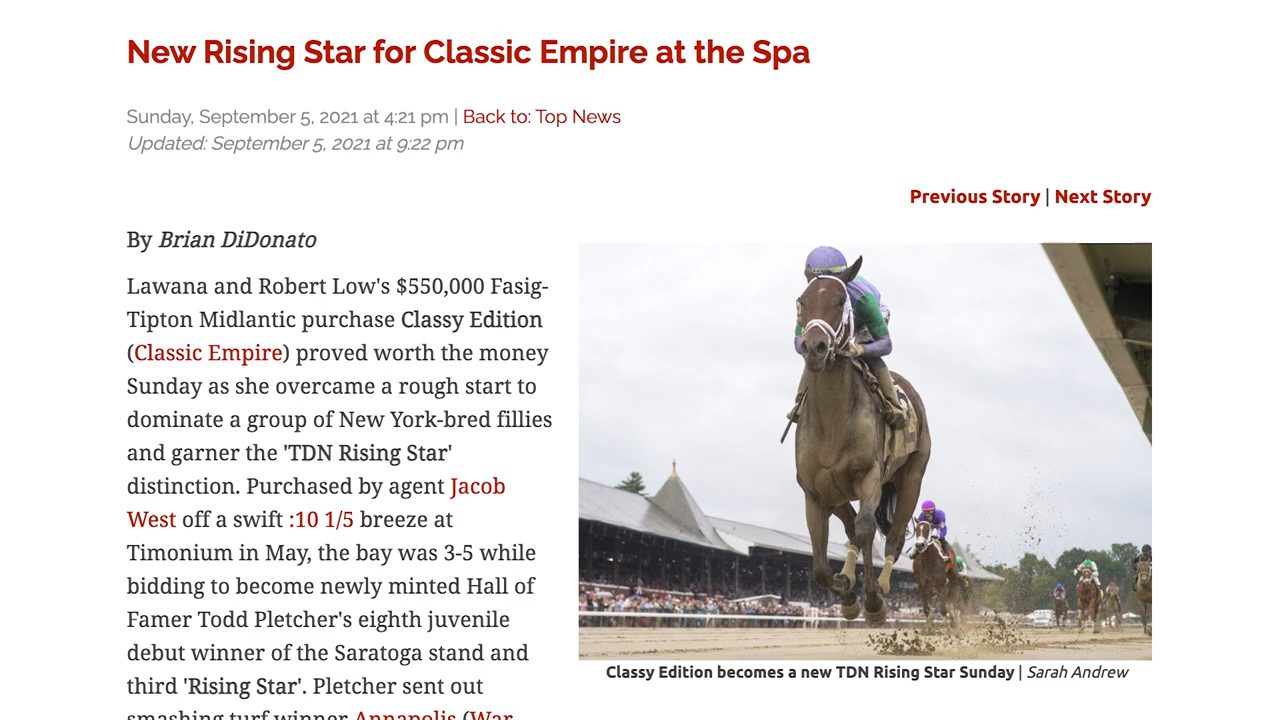 New Rising Star for Classic Empire at the Spa
Sunday, September 5, 2021 at 4:21 pm | Back to: Top News
Updated: September 5, 2021 at 9:22 pm
Previous Story | Next Story
By Brian DiDonato
Lawana and Robert Low's $550,000 Fasig-
Tipton Midlantic purchase Classy Edition
(Classic Empire) proved worth the money
Sunday as she overcame a rough start to
dominate a group of New York-bred fillies
and garner the 'TDN Rising Star'
distinction. Purchased by agent Jacob
West off a swift :10 1/5 breeze at
Timonium in May, the bay was 3-5 while
bidding to become newly minted Hall of
Famer Todd Pletcher's eighth juvenile
debut winner of the Saratoga stand and
third 'Rising Star'. Pletcher sent out
smashing turf winner Annapolis (War
Classy Edition becomes a new TDN Rising Star Sunday | Sarah Andrew